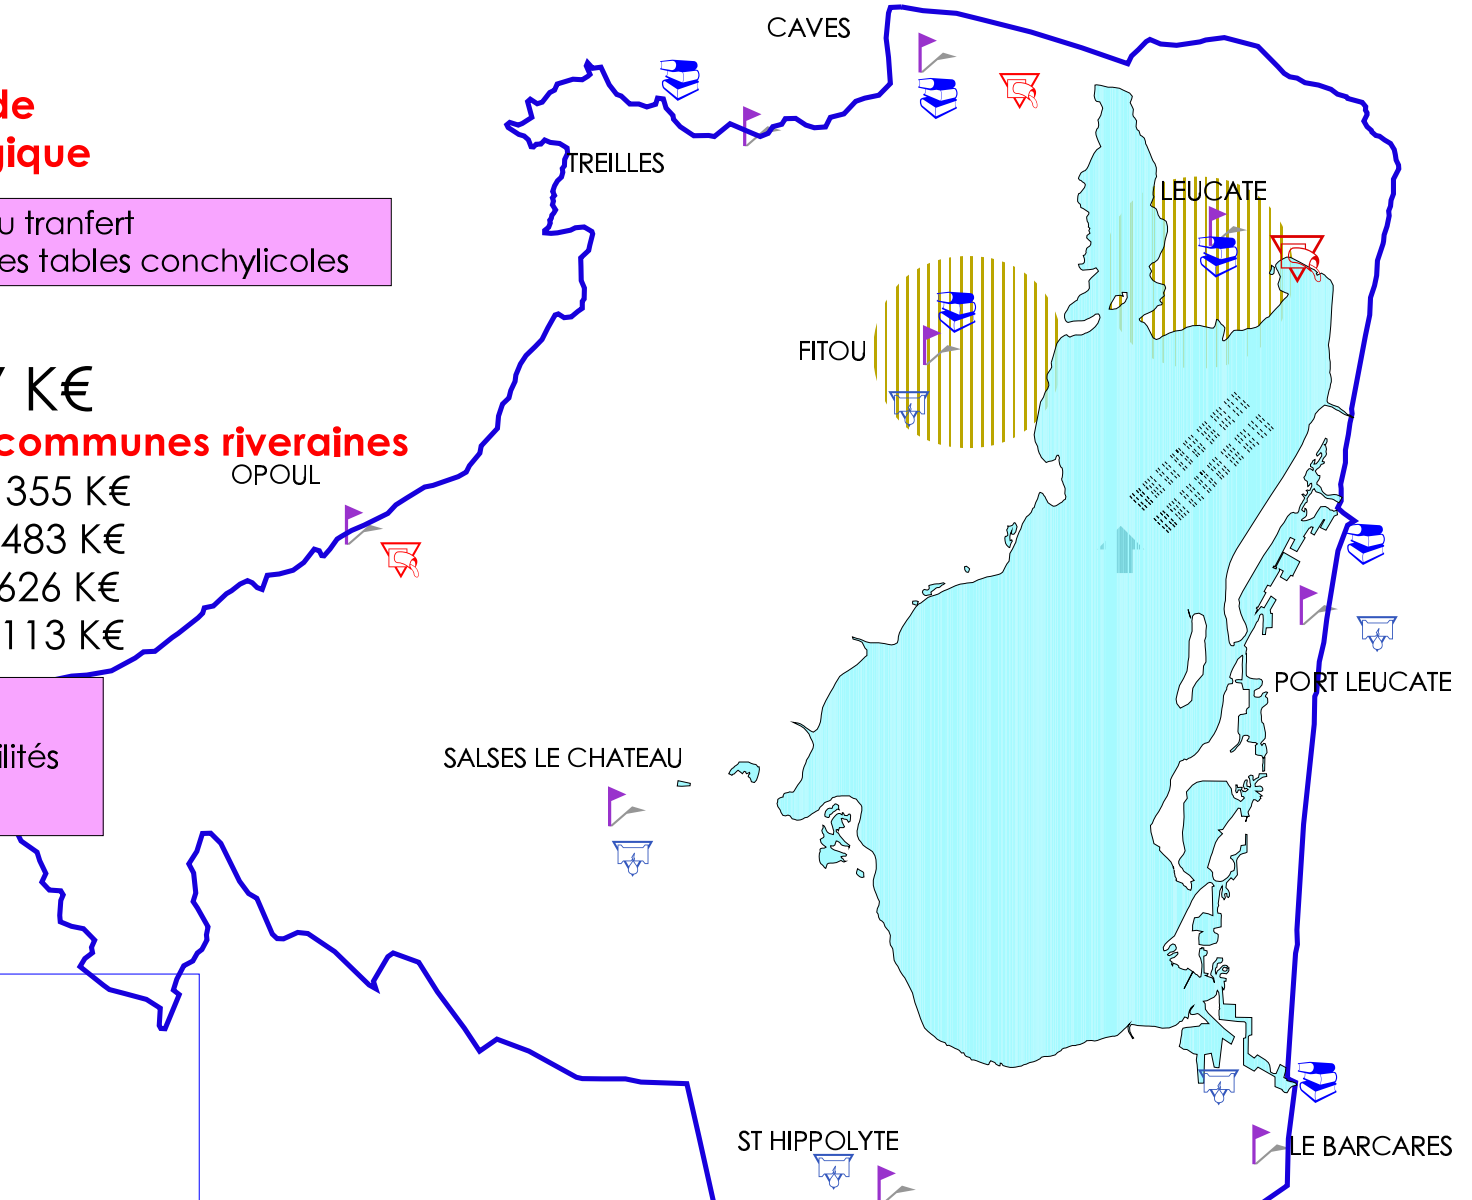 de
gique
u tranfert
es tables conchylicoles
K€
communes riveraines
355 K€
483 K€
626 K€
113 K€
ilités
CAVES
TREILLES
LEUCATE
FITOU
OPOUL
PORT LEUCATE
SALSES LE CHATEAU
ST HIPPOLYTE
LE BARCARES